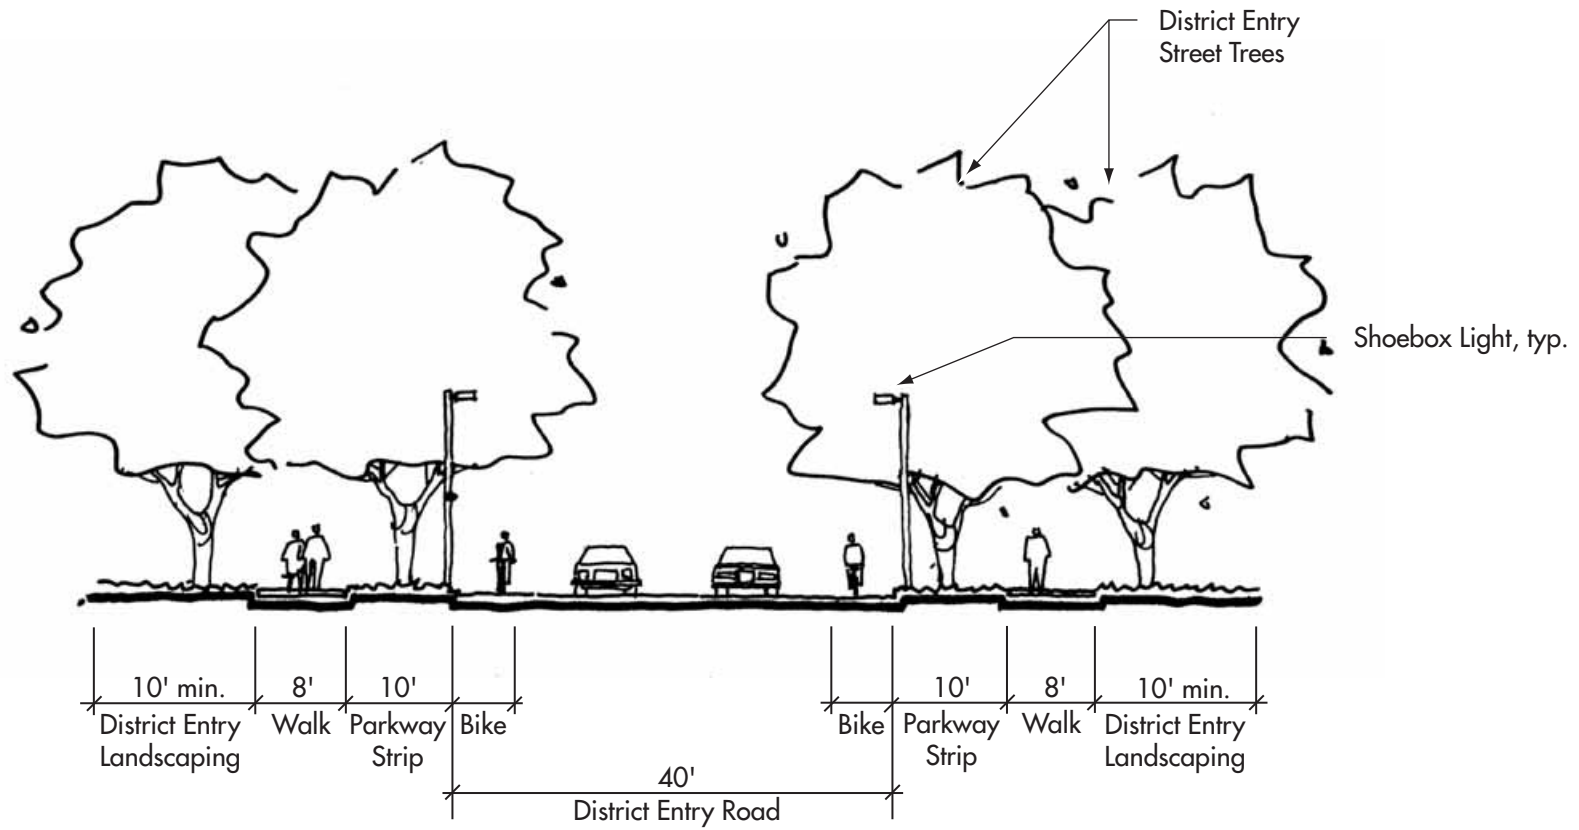 District Entry
Street Trees
Shoebox Light, typ.
10' min.
8'
10'
10'
8'
10' min.
District Entry
Landscaping
Walk
Parkway
Strip
Bike
Bike
Parkway
Strip
Walk
District Entry
Landscaping
40'
District Entry Road